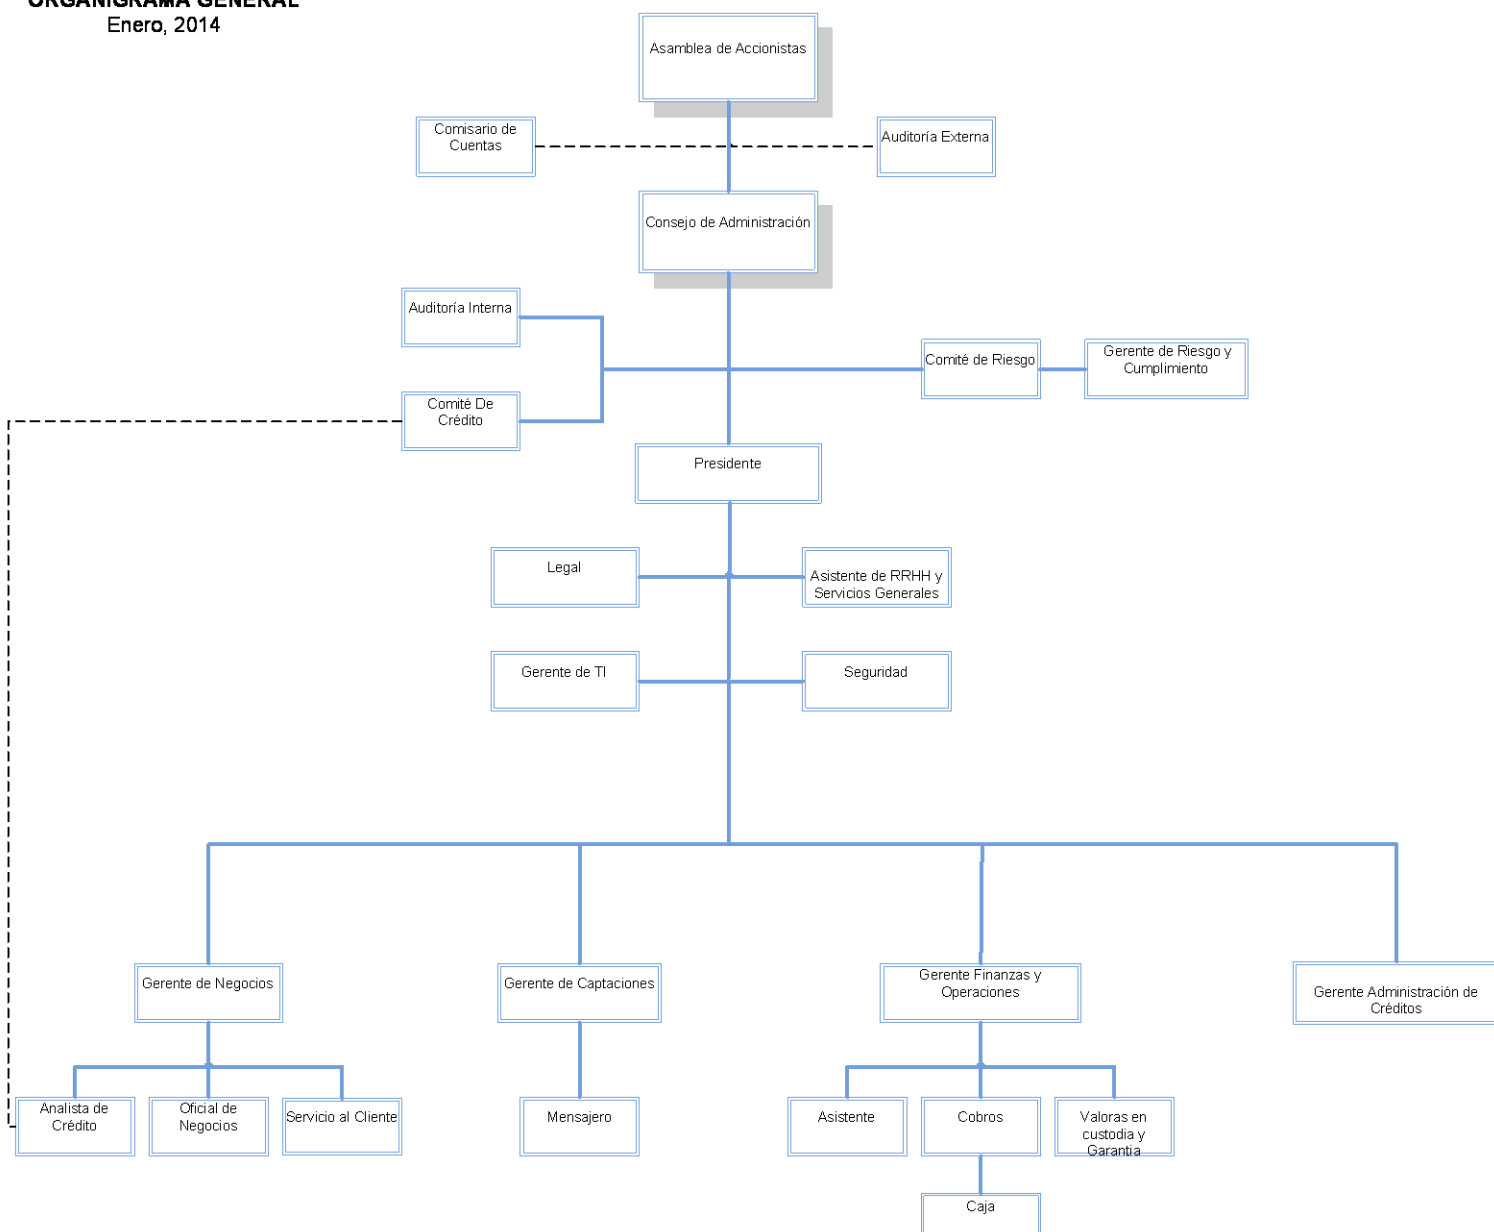 ORGANIGRAMA GENERAL
Enero, 2014
Asamblea de Accionistas
Comisario de
Cuentas
Auditoría Externa
Consejo de Administración
Auditoría Interna
Comité de Riesgo
Gerente de Riesgo y
Cumplimiento
Comité De
Crédito
Presidente
Legal
Asistente de RRHH y
Servicios Generales
Gerente de TI
Seguridad
Gerente de Negocios
Gerente de Captaciones
Gerente Finanzas y
Operaciones
Gerente Administración de
Créditos
Analista de
Crédito
Oficial de
Negocios
Servicio al Cliente
Mensajero
Asistente
Cobros
Valoras en
custodia y
Garantia
Caja